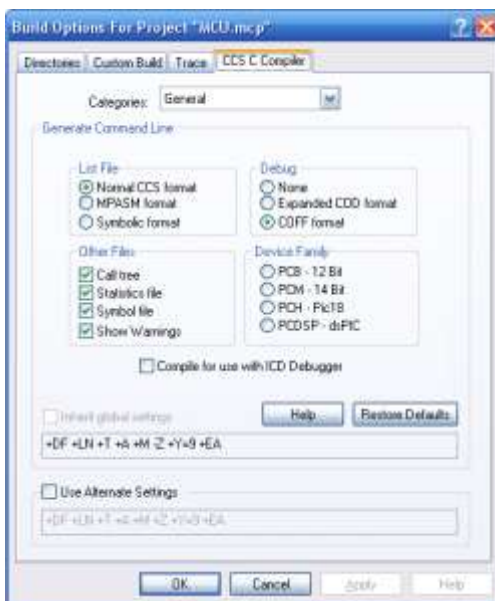 Build Options For Project "MCU.mcp"
Directories Custom Build Trace CCS C Compiler
Categories: General
Generate Command Line
List File
Normal CCS format
MPASM format
Symbolic format
Debug
None
Expanded COD format
COFF format
Other Files
Call tree
Statistics file
Symbol file
Show Warnings
Device Family
PCB - 12 Bit
PCM - 14 Bit
PCH - Pic18
PCDSP - dsPIC
Compile for use with ICD Debugger
Inherit global settings
Help Restore Defaults
+DF +LN +T +A +M -Z +Y=9 +EA
Use Alternate Settings
+DF +LN +T +A +M +Z +Y=9 +EA
OK Cancel Apply Help